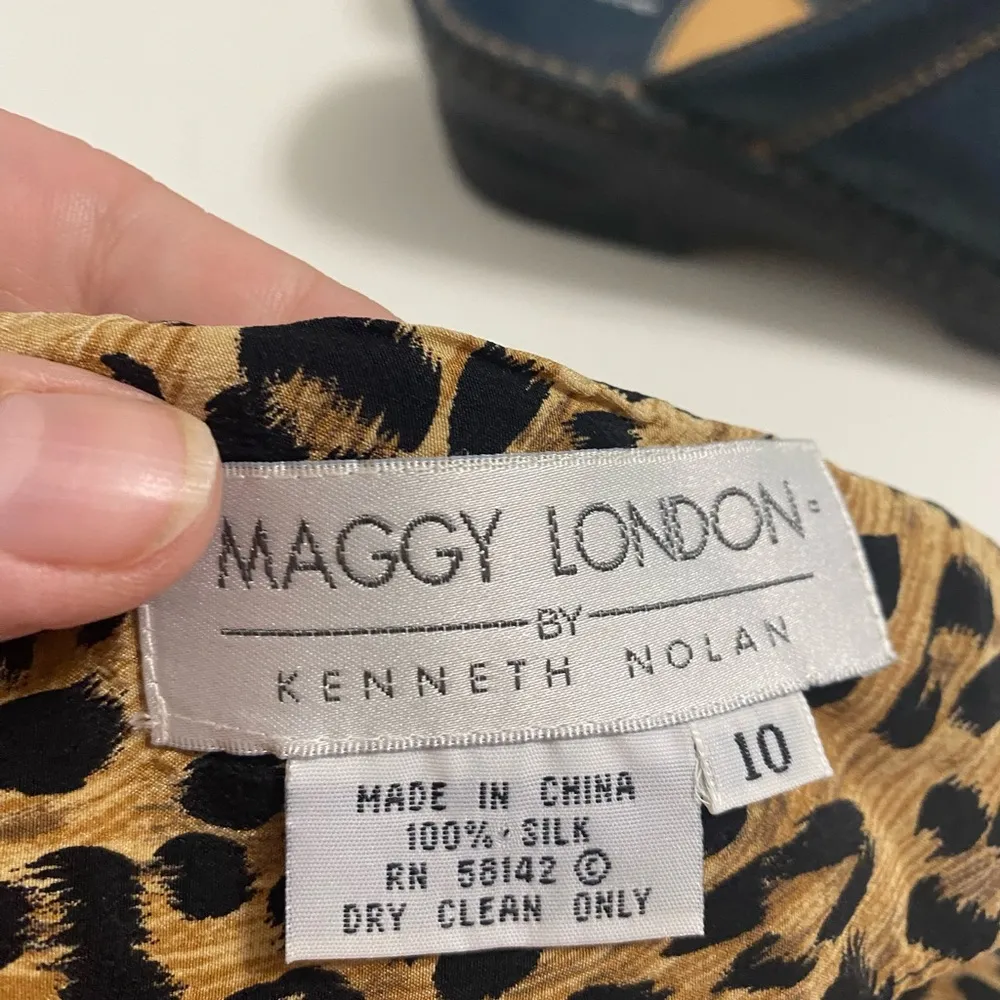 MAGGY LONDON
BY
KENNETH NOLAN
10
MADE IN CHINA
100% SILK
RN 58142 ©
DRY CLEAN ONLY